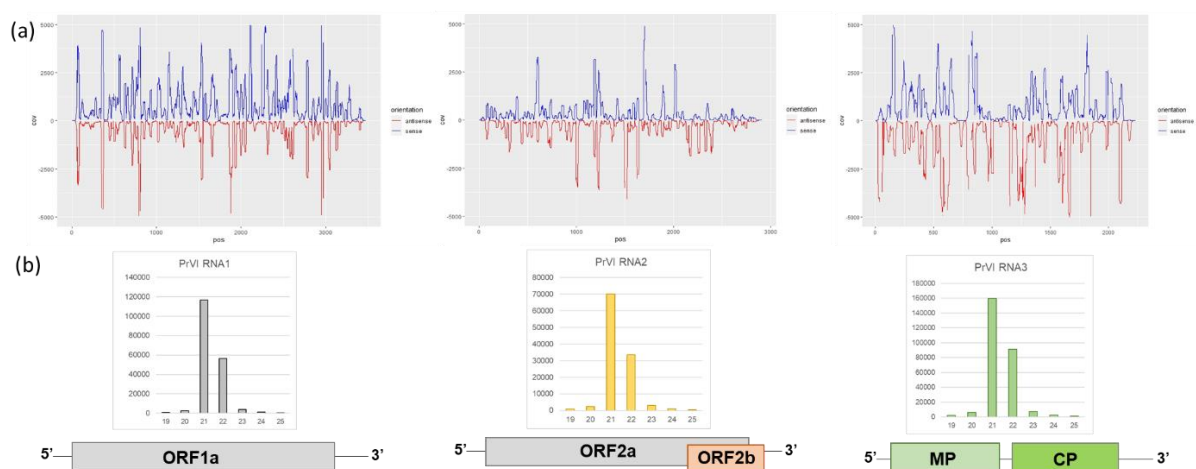 (a)
5000
2500
0
-2500
-5000
cov
0
1000
2000
3000
pos
orientation
antisense
sense
5000
2500
0
-2500
-5000
cov
0
1000
2000
3000
pos
orientation
antisense
sense
5000
2500
0
-2500
-5000
cov
0
500
1000
1500
2000
pos
orientation
antisense
sense
(b)
PrVI RNA1
140000
120000
100000
80000
60000
40000
20000
0
19 20 21 22 23 24 25
PrVI RNA2
80000
70000
60000
50000
40000
30000
20000
10000
0
19 20 21 22 23 24 25
PrVI RNA3
180000
160000
140000
120000
100000
80000
60000
40000
20000
0
19 20 21 22 23 24 25
5’ ORF1a 3’
5’ ORF2a 3’
ORF2b
5’ MP CP 3’